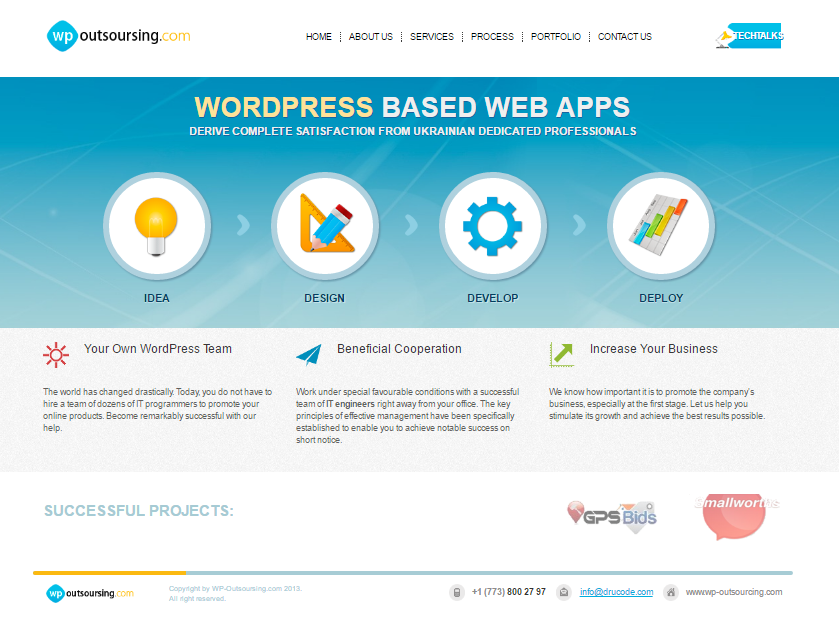 wp outsoursing.com
HOME
ABOUT US
SERVICES
PROCESS
PORTFOLIO
CONTACT US
TECHTALKS
WORDPRESS BASED WEB APPS
DERIVE COMPLETE SATISFACTION FROM UKRAINIAN DEDICATED PROFESSIONALS
IDEA
DESIGN
DEVELOP
DEPLOY
Your Own WordPress Team
The world has changed drastically. Today, you do not have to
hire a team of dozens of IT programmers to promote your
online products. Become remarkably successful with our
help.
Beneficial Cooperation
Work under special favourable conditions with a successful
team of IT engineers right away from your office. The key
principles of effective management have been specifically
established to enable you to achieve notable success on
short notice.
Increase Your Business
We know how important it is to promote the company's
business, especially at the first stage. Let us help you
stimulate its growth and achieve the best results possible.
SUCCESSFUL PROJECTS:
GPS Bids
wp outsoursing.com
Copyright by WP-Outsoursing.com 2013.
All right reserved.
+1 (773) 800 27 97
info@drucode.com
www.wp-outsourcing.com